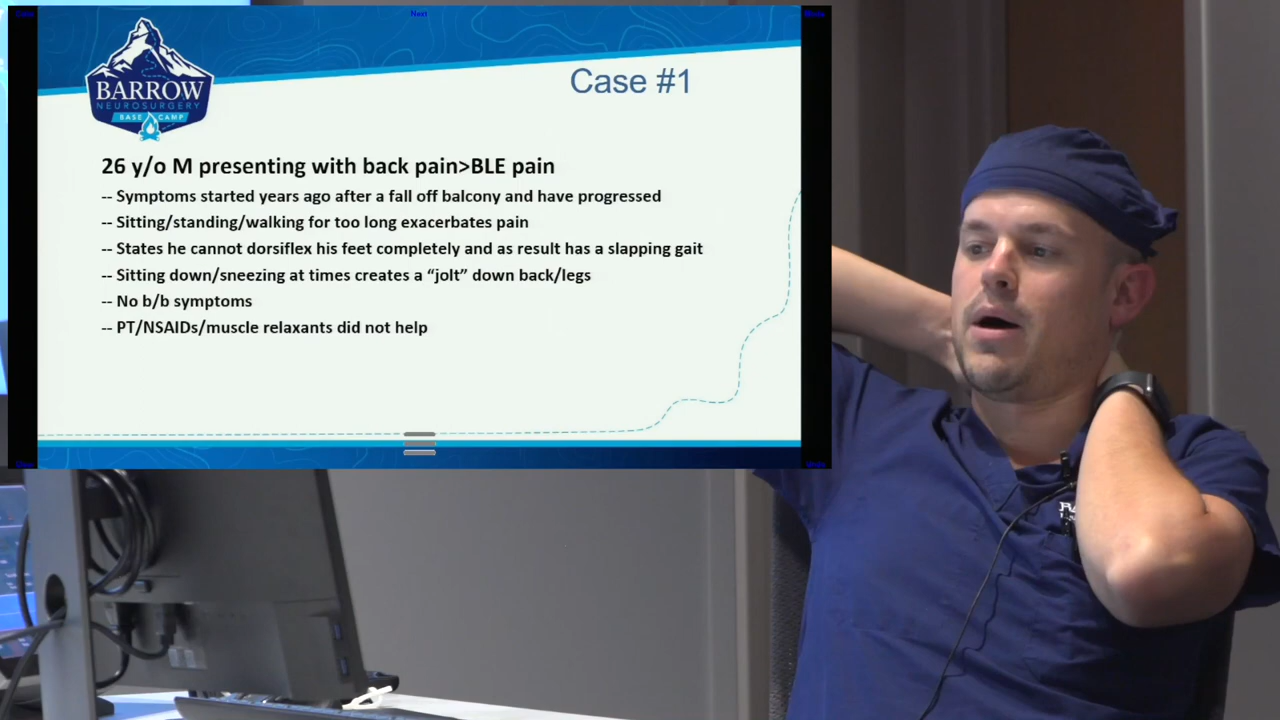 Next
Case #1
BARROW
NEUROSURGERY
BASE CAMP
26 y/o M presenting with back pain>BLE pain
-- Symptoms started years ago after a fall off balcony and have progressed
-- Sitting/standing/walking for too long exacerbates pain
-- States he cannot dorsiflex his feet completely and as result has a slapping gait
-- Sitting down/sneezing at times creates a “jolt” down back/legs
-- No b/b symptoms
-- PT/NSAIDs/muscle relaxants did not help